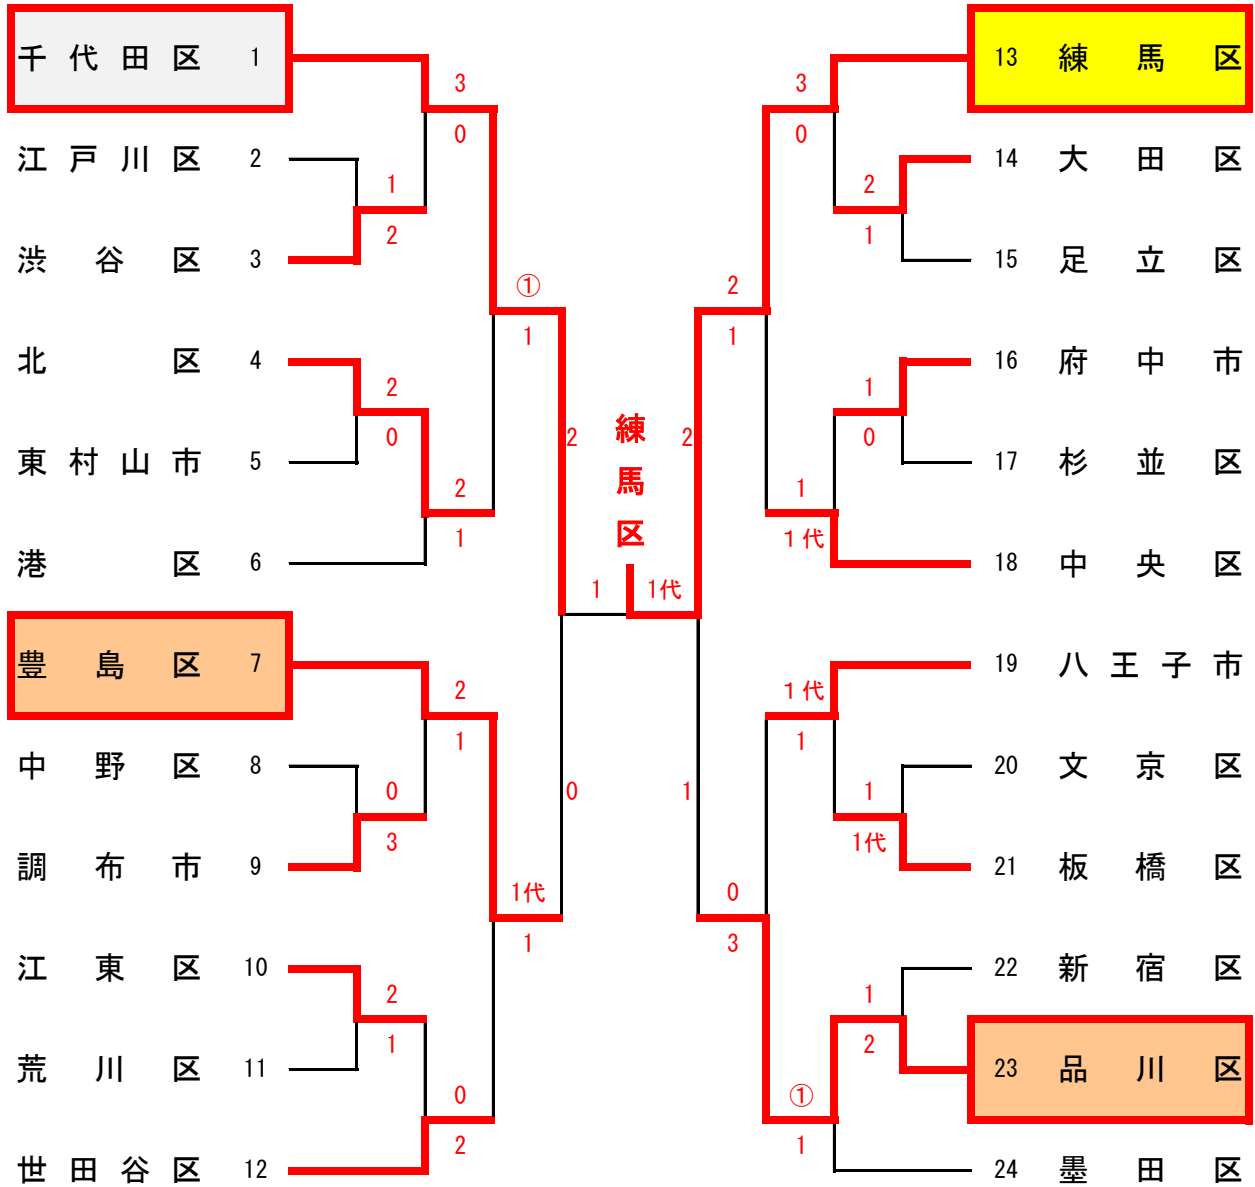 千代田区 1
江戸川区 2
渋谷区 3
北区 4
東村山市 5
港区 6
豊島区 7
中野区 8
調布市 9
江東区 10
荒川区 11
世田谷区 12
3
0
1
2
2
0
2
1
①
1
2
1
0
3
2
1
0
2
1代
1
2
0
1
練馬区
1代
2
1
3
0
2
1
1
0
1
1代
2
1
1代
1
1
1代
1
2
①
1
0
3
13 練馬区
14 大田区
15 足立区
16 府中市
17 杉並区
18 中央区
19 八王子市
20 文京区
21 板橋区
22 新宿区
23 品川区
24 墨田区